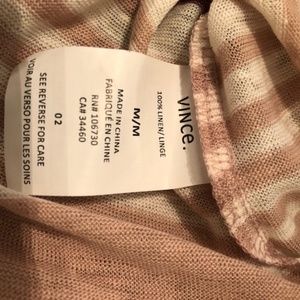 VINCE.
100% LINEN/ LINGE
M/M
MADE IN CHINA
FABRIQUÉ EN CHINE
RN# 106730
CA# 34460
02
SEE REVERSE FOR CARE
VOIR AU VERSO POUR LES SOINS